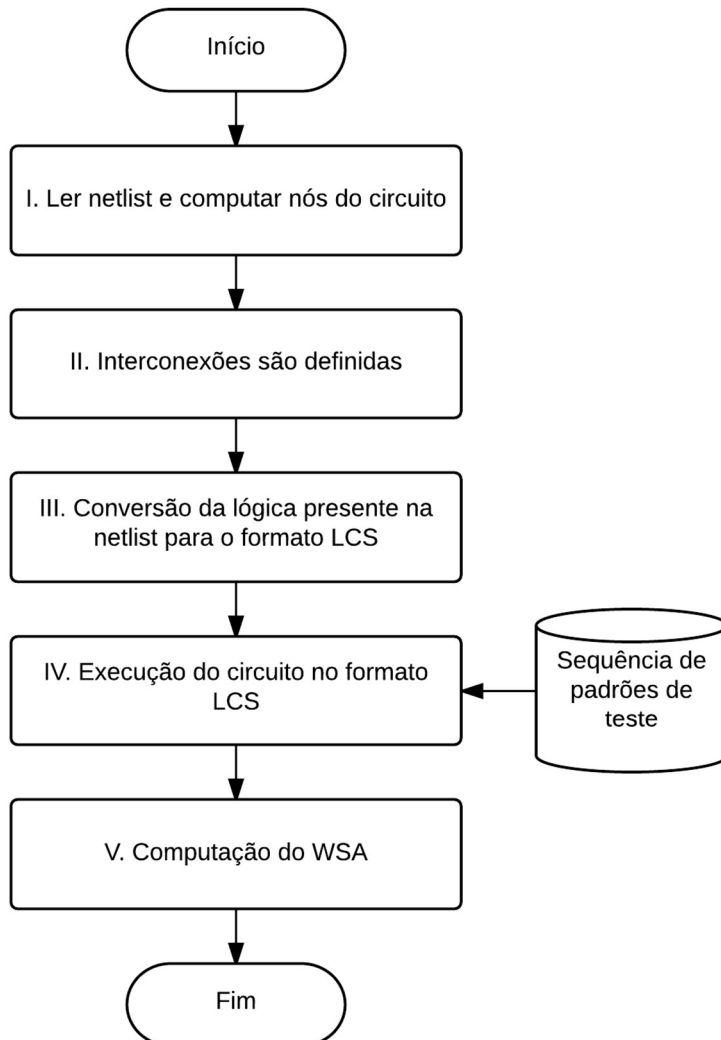 Início
I. Ler netlist e computar nós do circuito
II. Interconexões são definidas
III. Conversão da lógica presente na
netlist para o formato LCS
IV. Execução do circuito no formato
LCS
Sequência de
padrões de
teste
V. Computação do WSA
Fim